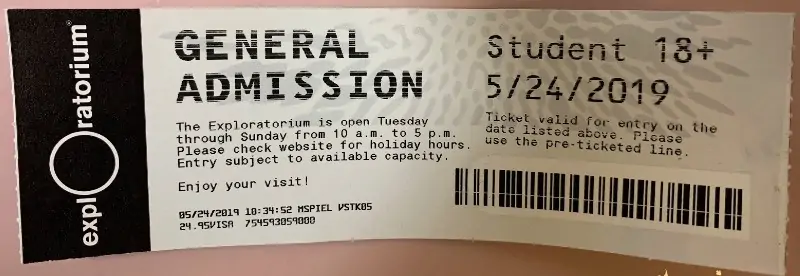 explOratorium®
GENERAL
ADMISSION
The Exploratorium is open Tuesday
through Sunday from 10 a.m. to 5 p.m.
Please check website for holiday hours.
Entry subject to available capacity.
Enjoy your visit!
05/24/2019 10:34:52 MSPIEL VSTK05
24.95VISA 754593059000
Student 18+
5/24/2019
Ticket valid for entry on the
date listed above. Please
use the pre-ticketed line.